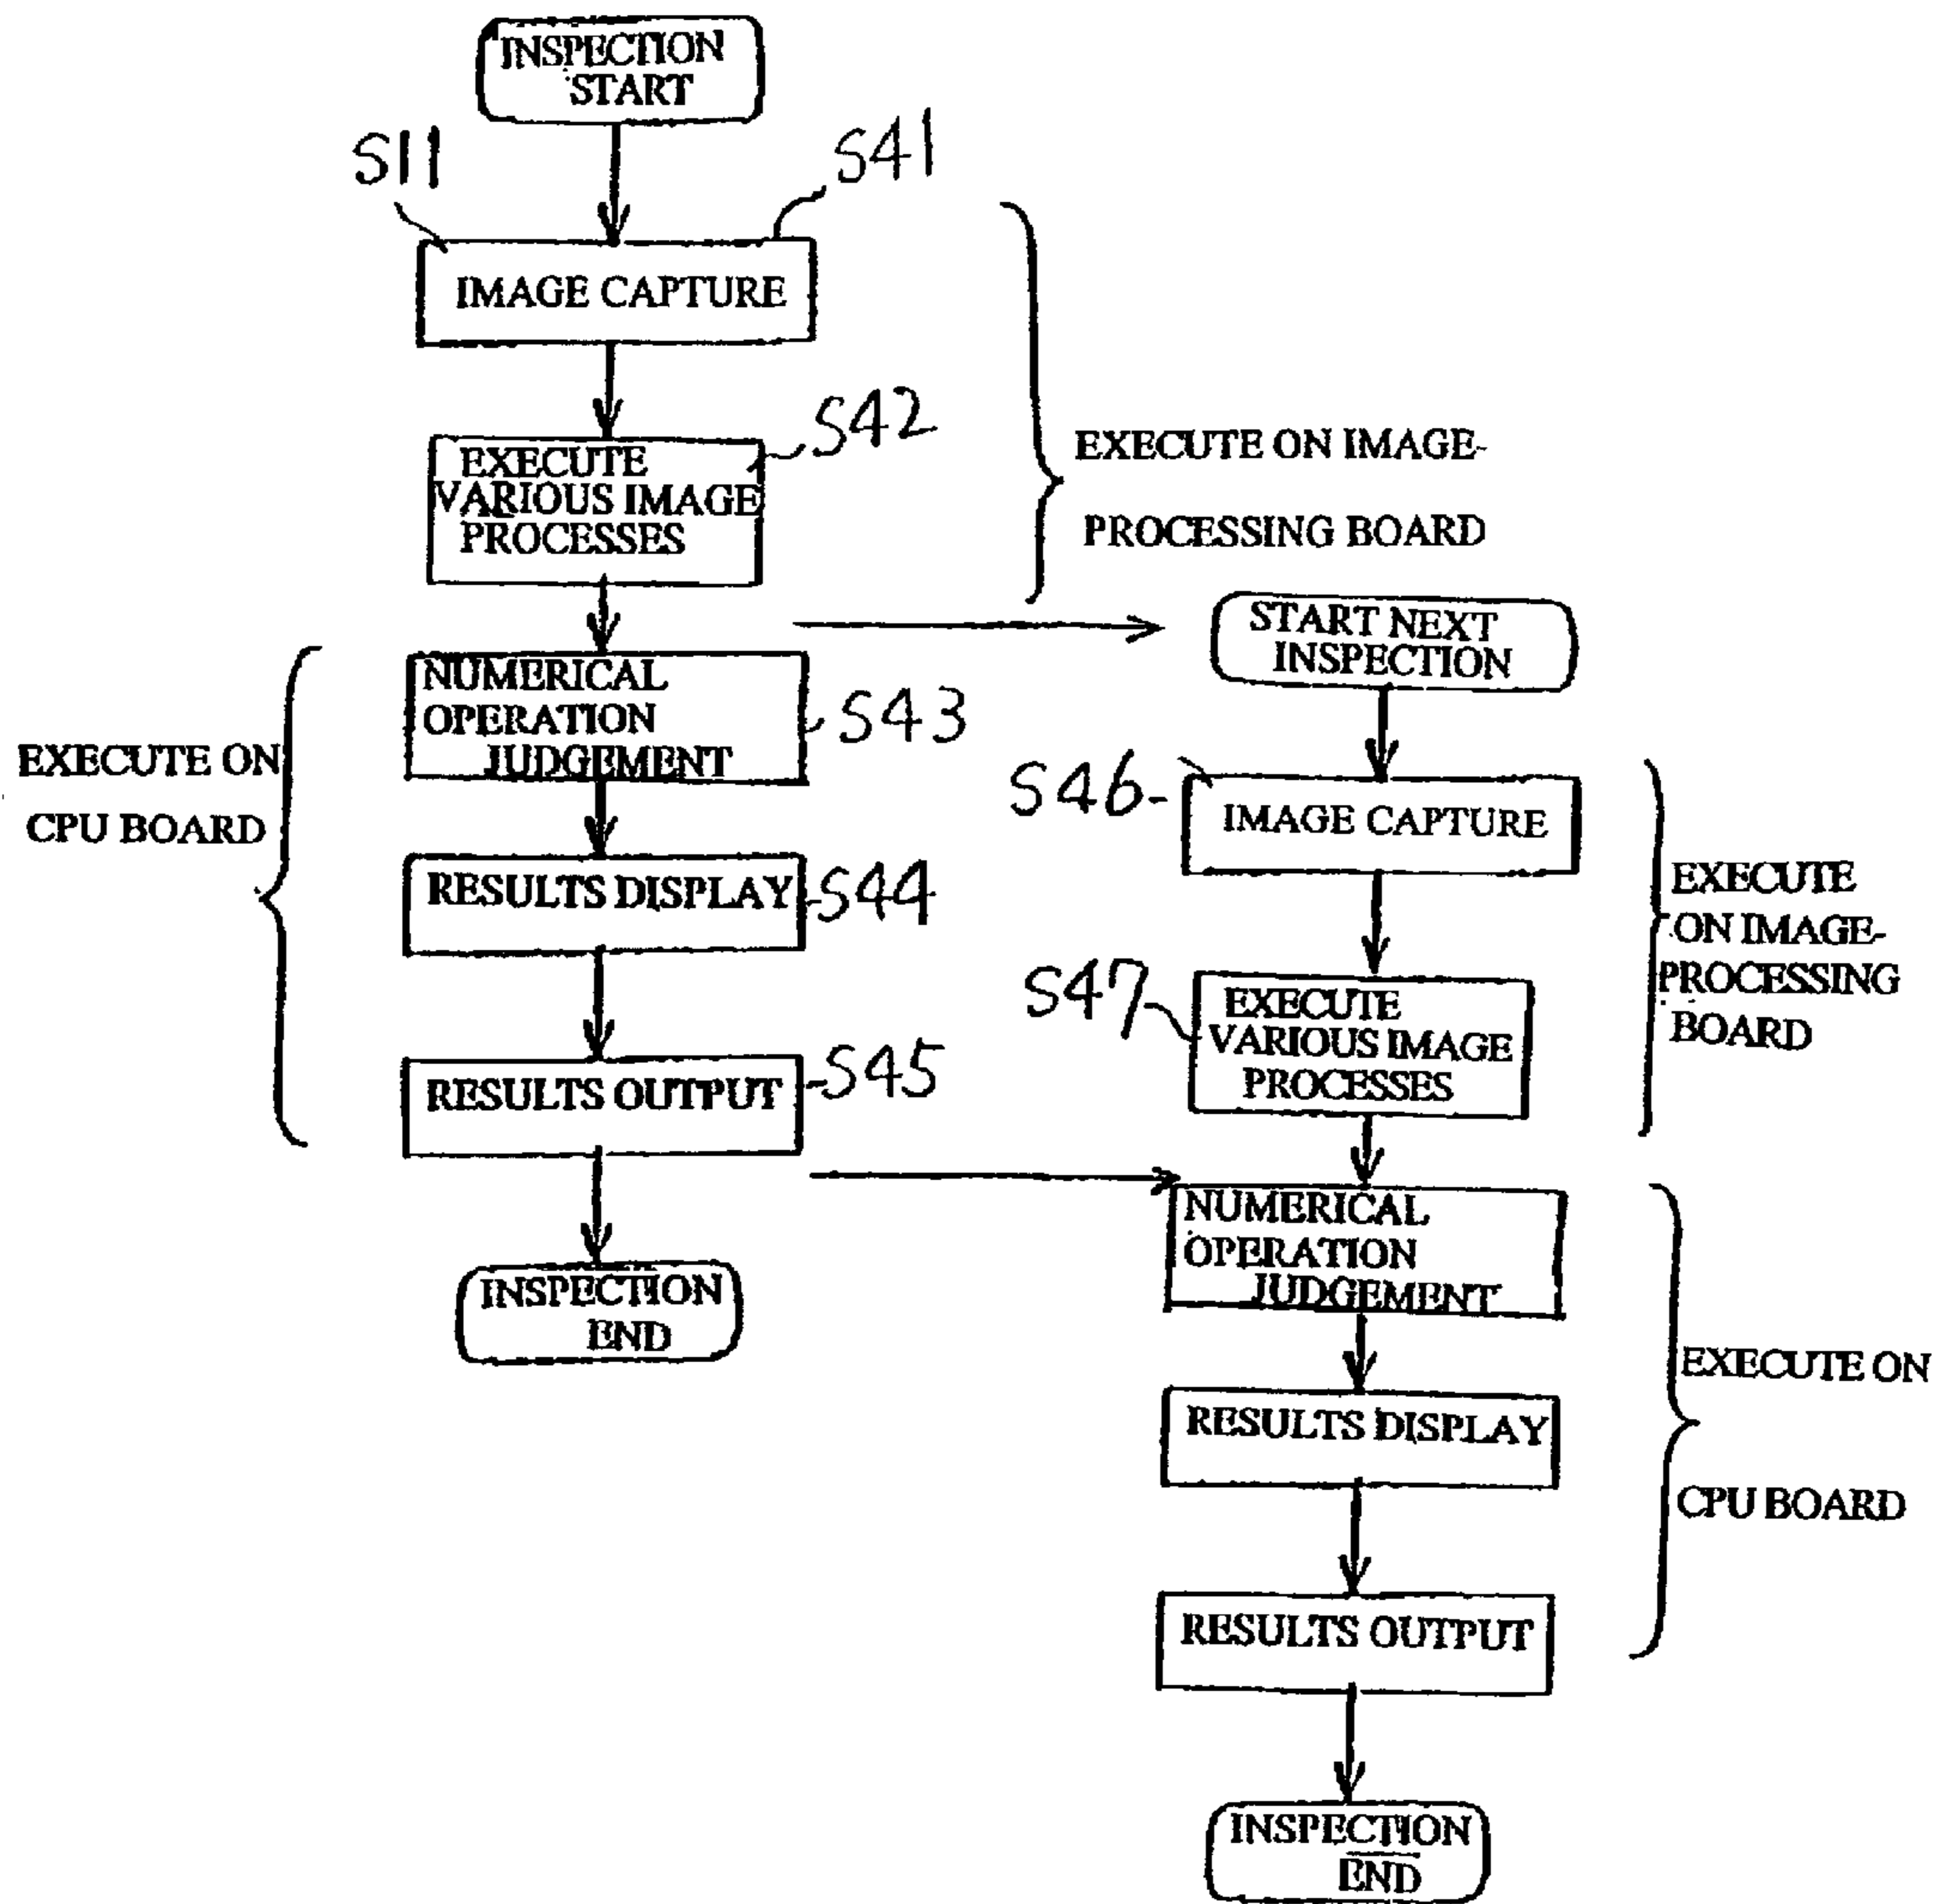 INSPECTION
START
S11
S41
IMAGE CAPTURE
S42
EXECUTE
VARIOUS IMAGE
PROCESSES
EXECUTE ON IMAGE-
PROCESSING BOARD
NUMERICAL
OPERATION
JUDGEMENT
S43
EXECUTE ON
CPU BOARD
RESULTS DISPLAY
S44
RESULTS OUTPUT
S45
INSPECTION
END
START NEXT
INSPECTION
S46
IMAGE CAPTURE
S47
EXECUTE
VARIOUS IMAGE
PROCESSES
EXECUTE
ON IMAGE-
PROCESSING
BOARD
NUMERICAL
OPERATION
JUDGEMENT
RESULTS DISPLAY
RESULTS OUTPUT
EXECUTE ON
CPU BOARD
INSPECTION
END